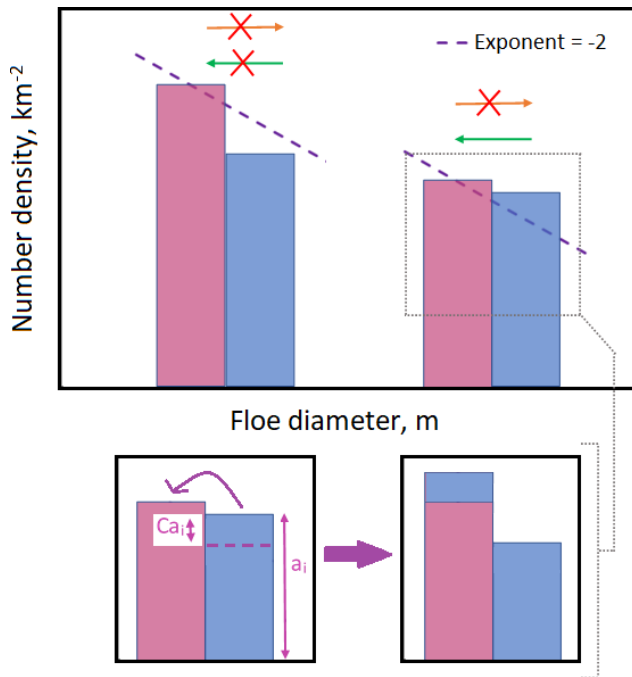 Exponent = -2
Number density, km⁻²
Floe diameter, m
Caᵢ
aᵢ